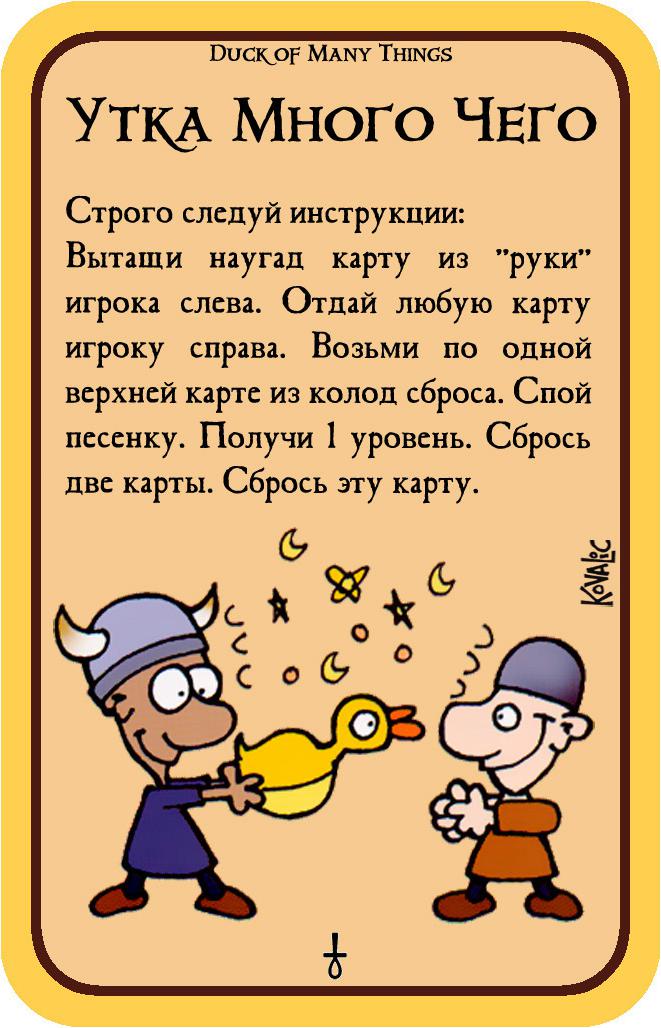 Duck of Many Things
Утка Много Чего
Строго следуй инструкции:
Вытащи наугад карту из "руки"
игрока слева. Отдай любую карту
игроку справа. Возьми по одной
верхней карте из колод сброса. Спой
песенку. Получи 1 уровень. Сбрось
две карты. Сбрось эту карту.
Kovalic